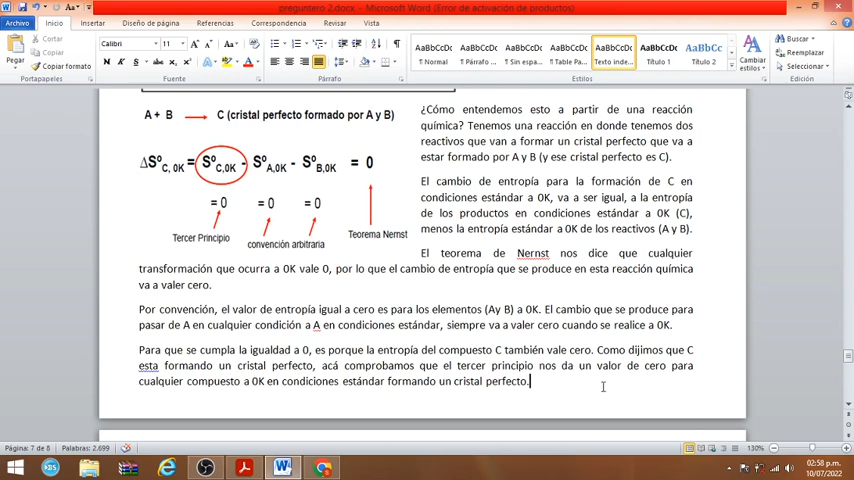 preguntero 2.docx - Microsoft Word (Error de activación de productos)
Archivo Inicio Insertar Diseño de página Referencias Correspondencia Revisar Vista
Cortar
Copiar
Copiar formato
Pegar
Portapapeles
Calibri 11
Fuente
Párrafo
AaBbCcDc AaBbCcDc AaBbCcDc AaBbCcDc AaBbCcDc AaBbCcDc AaBbCc
¶ Normal ¶ Párrafo ... ¶ Sin espa... ¶ Table Pa... Texto inde... Título 1 Título 2
Estilos
Cambiar estilos
Buscar
Reemplazar
Seleccionar
Edición
A + B → C (cristal perfecto formado por A y B)
∆Sº C, 0K = Sº C,0K - Sº A,0K - Sº B,0K = 0
= 0 = 0 = 0
Tercer Principio
convención arbitraria
Teorema Nernst
¿Cómo entendemos esto a partir de una reacción
química? Tenemos una reacción en donde tenemos dos
reactivos que van a formar un cristal perfecto que va a
estar formado por A y B (y ese cristal perfecto es C).
El cambio de entropía para la formación de C en
condiciones estándar a 0K, va a ser igual, a la entropía
de los productos en condiciones estándar a 0K (C),
menos la entropía estándar a 0K de los reactivos (A y B).
El teorema de Nernst nos dice que cualquier
transformación que ocurra a 0K vale 0, por lo que el cambio de entropía que se produce en esta reacción química
va a valer cero.
Por convención, el valor de entropía igual a cero es para los elementos (Ay B) a 0K. El cambio que se produce para
pasar de A en cualquier condición a A en condiciones estándar, siempre va a valer cero cuando se realice a 0K.
Para que se cumpla la igualdad a 0, es porque la entropía del compuesto C también vale cero. Como dijimos que C
esta formando un cristal perfecto, acá comprobamos que el tercer principio nos da un valor de cero para
cualquier compuesto a 0K en condiciones estándar formando un cristal perfecto.
Página: 7 de 8 Palabras: 2.699 130%
02:58 p.m.
10/07/2022